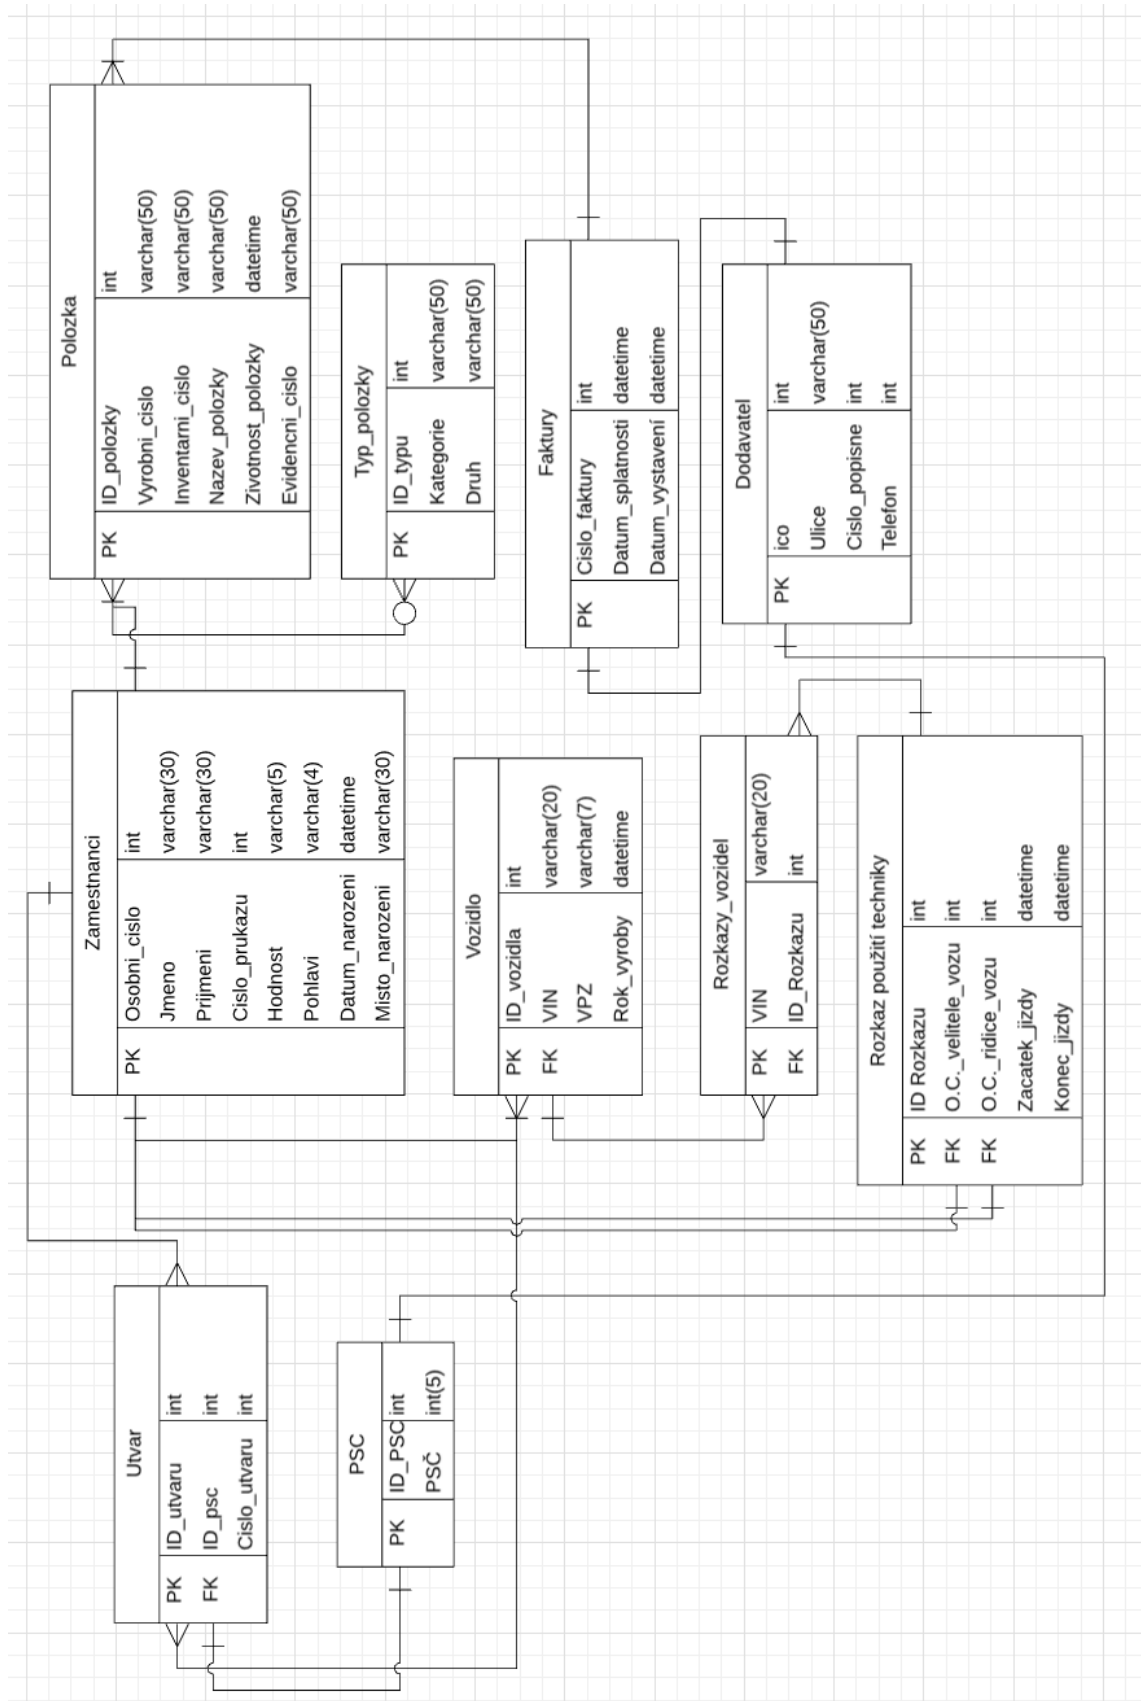 Utvar
PK ID_utvaru int
FK ID_psc int
Cislo_utvaru int
PSC
PK ID_PSC int
PSČ int(5)
Zamestnanci
PK Osobni_cislo int
Jmeno varchar(30)
Prijmeni varchar(30)
Cislo_prukazu int
Hodnost varchar(5)
Pohlavi varchar(4)
Datum_narozeni datetime
Misto_narozeni varchar(30)
Vozidlo
PK ID_vozidla int
FK VIN varchar(20)
VPZ varchar(7)
Rok_vyroby datetime
Rozkazy_vozidel
PK VIN varchar(20)
FK ID_Rozkazu int
Rozkaz použití techniky
PK ID Rozkazu int
FK O.C._velitele_vozu int
FK O.C._ridice_vozu int
Zacatek_jizdy datetime
Konec_jizdy datetime
Polozka
PK ID_polozky int
Vyrobni_cislo varchar(50)
Inventarni_cislo varchar(50)
Nazev_polozky varchar(50)
Zivotnost_polozky datetime
Evidencni_cislo varchar(50)
Typ_polozky
PK ID_typu int
Kategorie varchar(50)
Druh varchar(50)
Faktury
PK Cislo_faktury int
Datum_splatnosti datetime
Datum_vystavení datetime
Dodavatel
PK ico int
Ulice varchar(50)
Cislo_popisne int
Telefon int